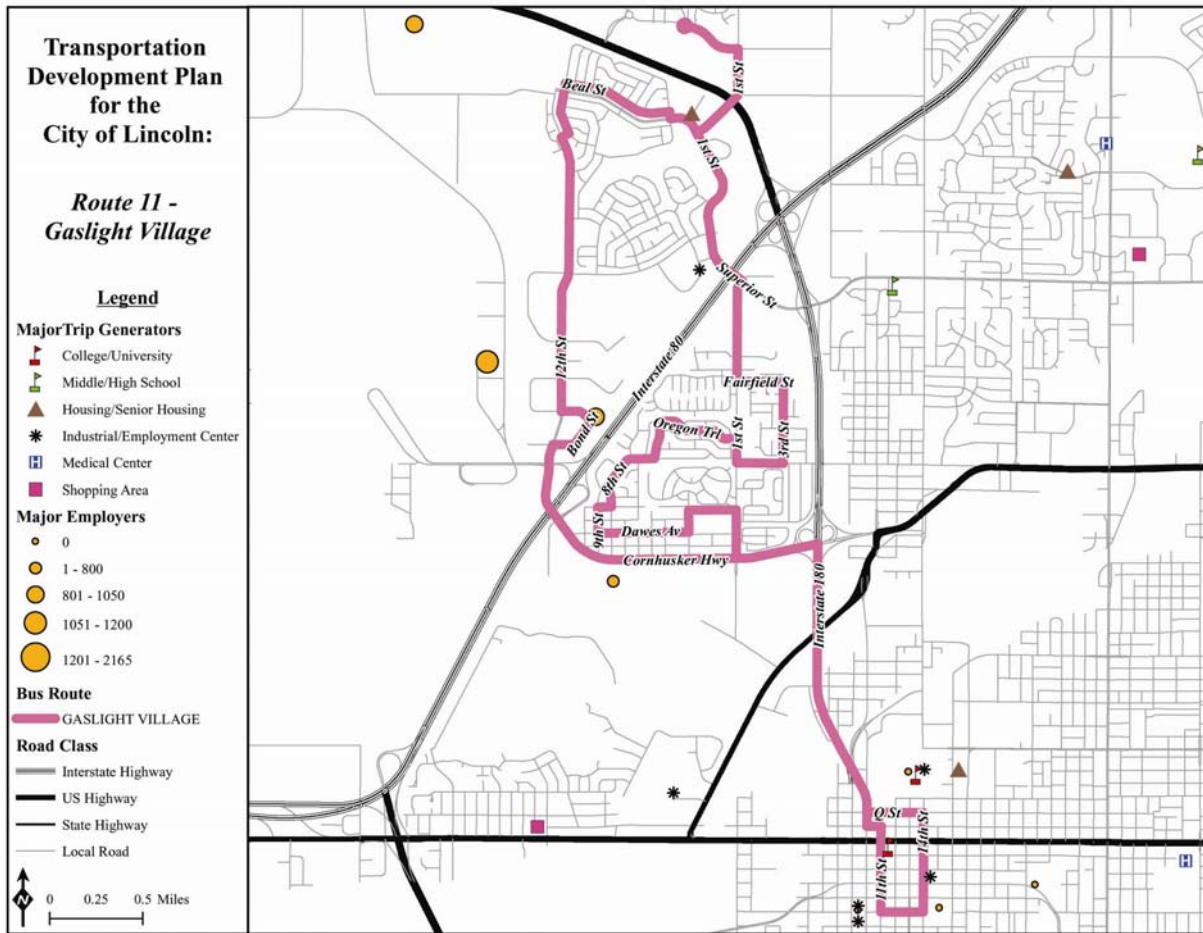 Transportation
Development Plan
for the
City of Lincoln:
Route 11 -
Gaslight Village
Legend
MajorTrip Generators
College/University
Middle/High School
Housing/Senior Housing
Industrial/Employment Center
H
Medical Center
Shopping Area
Major Employers
0
1 - 800
801 - 1050
1051 - 1200
1201 - 2165
Bus Route
GASLIGHT VILLAGE
Road Class
Interstate Highway
US Highway
State Highway
Local Road
N
0 0.25 0.5 Miles
1st St
Beal St
H
1st St
Superior St
12th St
Interstate 80
Fairfield St
Bond St
Oregon Trl
1st St
3rd St
8th St
9th St
Dawes Av
Cornhusker Hwy
Interstate 180
Q St
14th St
11th St
H